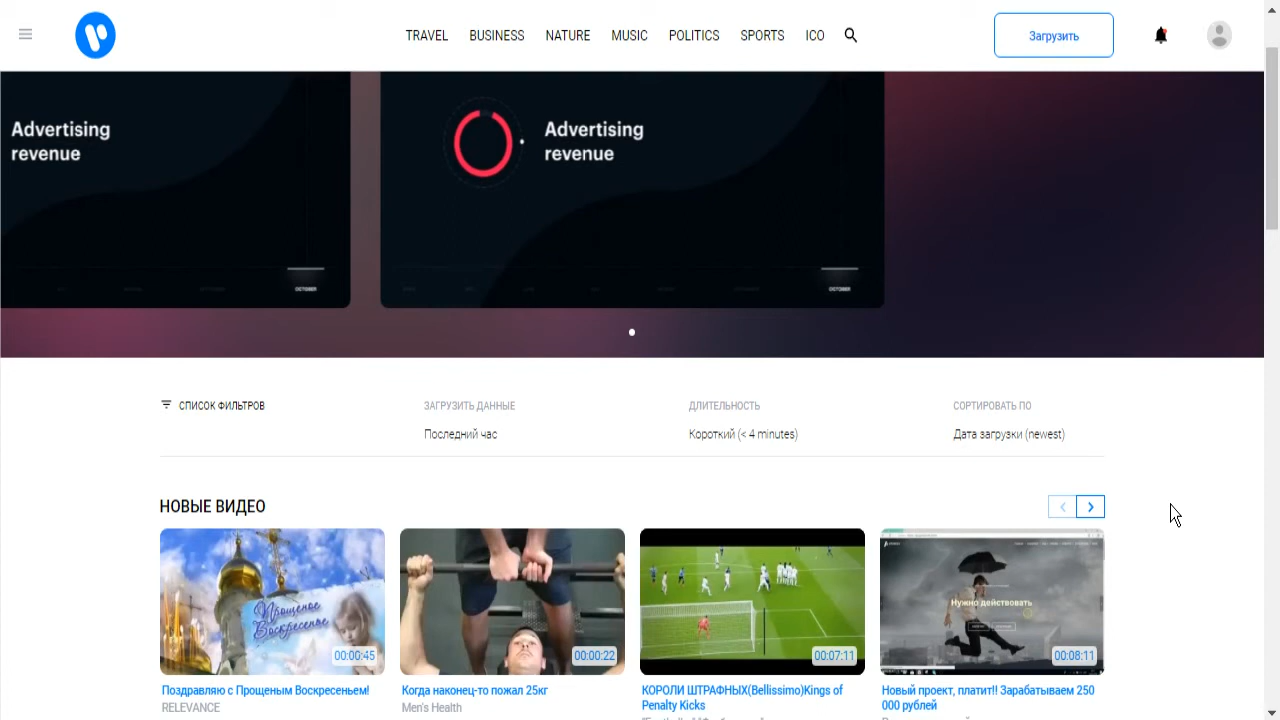 TRAVEL BUSINESS NATURE MUSIC POLITICS SPORTS ICO Загрузить
Advertising
revenue
OCTOBER
Advertising
revenue
OCTOBER
СПИСОК ФИЛЬТРОВ
ЗАГРУЗИТЬ ДАННЫЕ
Последний час
ДЛИТЕЛЬНОСТЬ
Короткий (< 4 minutes)
СОРТИРОВАТЬ ПО
Дата загрузки (newest)
НОВЫЕ ВИДЕО
Прощеное
Воскресенье
00:00:45
Поздравляю с Прощеным Воскресеньем!
RELEVANCE
00:00:22
Когда наконец-то пожал 25кг
Men's Health
00:07:11
КОРОЛИ ШТРАФНЫХ(Bellissimo)Kings of
Penalty Kicks
Нужно действовать
00:08:11
Новый проект, платит!! Зарабатываем 250
000 рублей